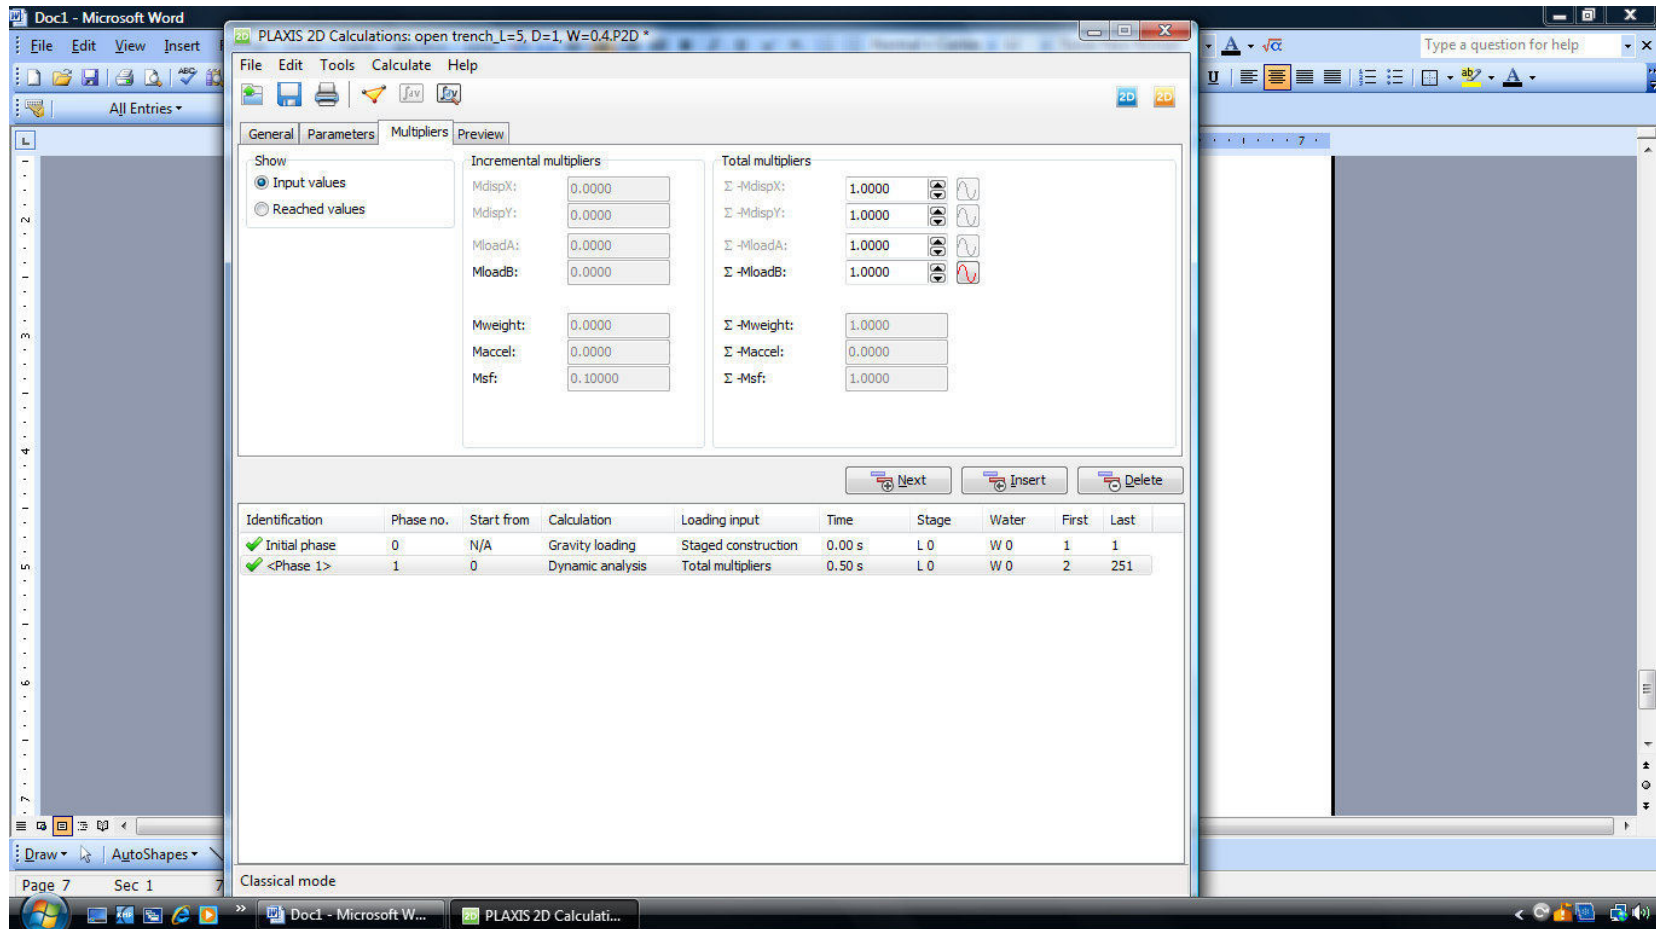 Doc1 - Microsoft Word
File Edit View Insert
Type a question for help
All Entries
PLAXIS 2D Calculations: open trench_L=5, D=1, W=0.4.P2D *
File Edit Tools Calculate Help
General Parameters Multipliers Preview
Show
Input values
Reached values
Incremental multipliers
MdispX: 0.0000
MdispY: 0.0000
MloadA: 0.0000
MloadB: 0.0000
Mweight: 0.0000
Maccel: 0.0000
Msf: 0.10000
Total multipliers
Σ -MdispX: 1.0000
Σ -MdispY: 1.0000
Σ -MloadA: 1.0000
Σ -MloadB: 1.0000
Σ -Mweight: 1.0000
Σ -Maccel: 0.0000
Σ -Msf: 1.0000
Next Insert Delete
Identification Phase no. Start from Calculation Loading input Time Stage Water First Last
Initial phase 0 N/A Gravity loading Staged construction 0.00 s L 0 W 0 1 1
<Phase 1> 1 0 Dynamic analysis Total multipliers 0.50 s L 0 W 0 2 251
Classical mode
Draw AutoShapes
Page 7 Sec 1 7
Doc1 - Microsoft W... PLAXIS 2D Calculati...